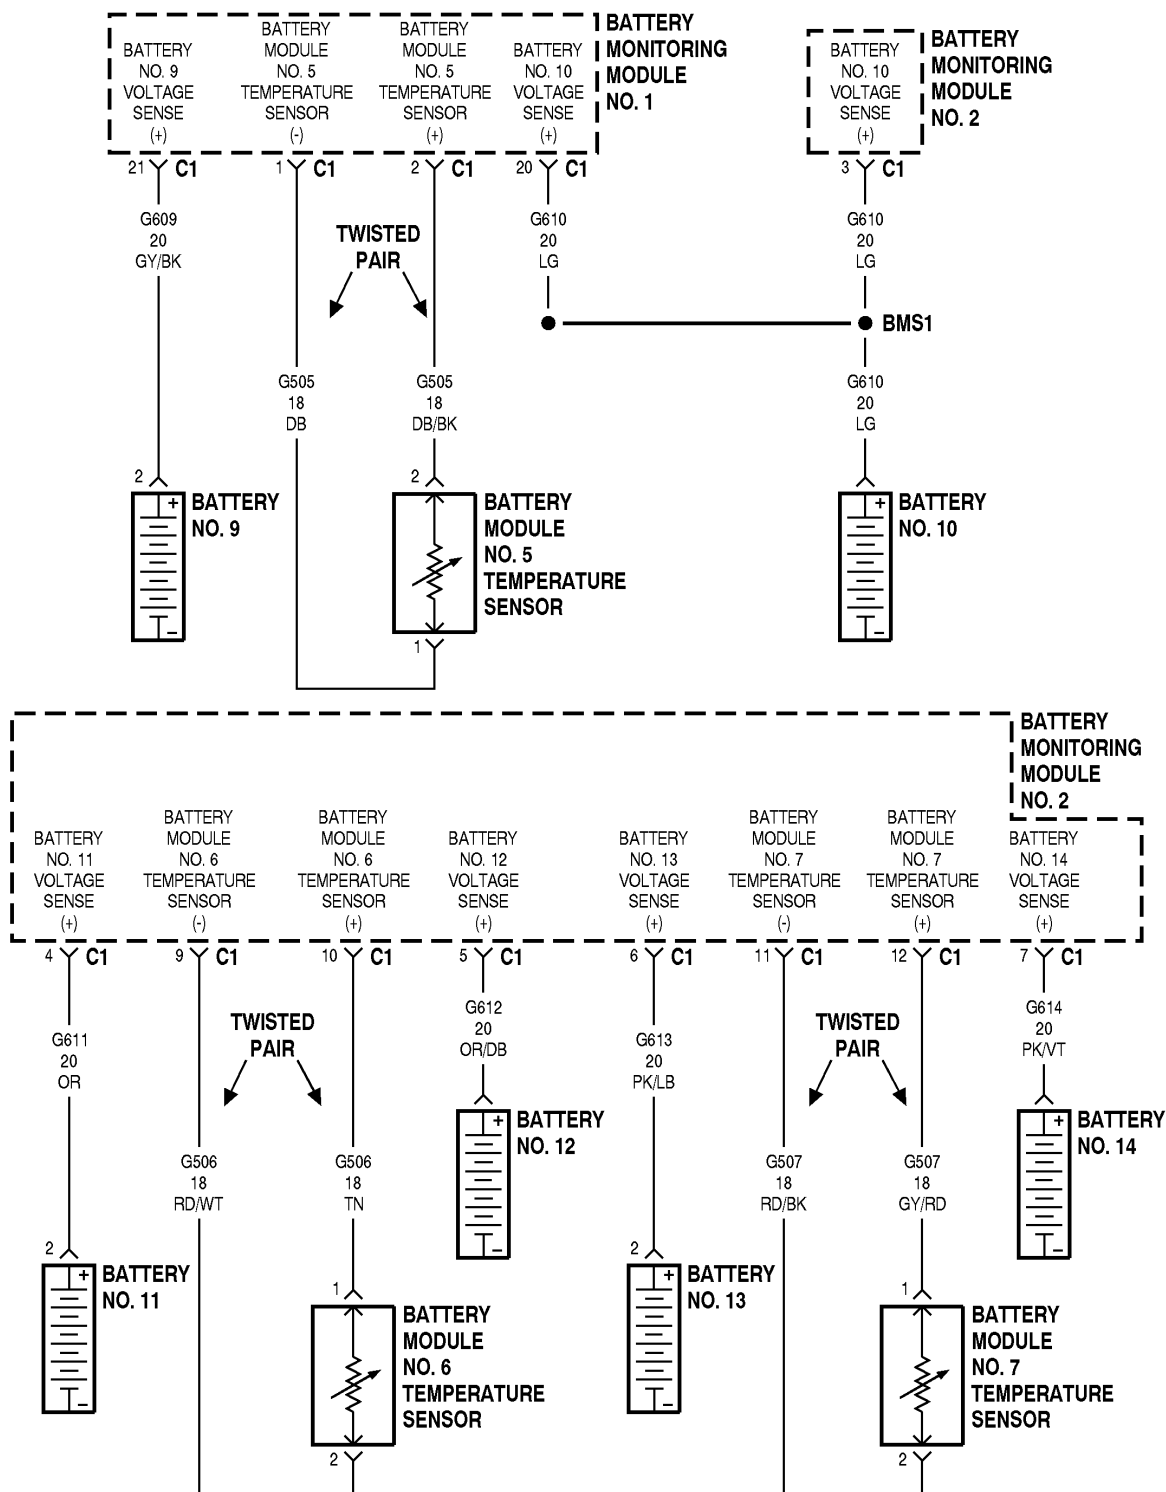 BATTERY
NO. 9
VOLTAGE
SENSE
(+)
BATTERY
MODULE
NO. 5
TEMPERATURE
SENSOR
(-)
BATTERY
MODULE
NO. 5
TEMPERATURE
SENSOR
(+)
BATTERY
NO. 10
VOLTAGE
SENSE
(+)
BATTERY
MONITORING
MODULE
NO. 1
BATTERY
NO. 10
VOLTAGE
SENSE
(+)
BATTERY
MONITORING
MODULE
NO. 2
21 C1
1 C1
2 C1
20 C1
3 C1
G609
20
GY/BK
TWISTED
PAIR
G610
20
LG
G610
20
LG
BMS1
G505
18
DB
G505
18
DB/BK
G610
20
LG
2
+
-
BATTERY
NO. 9
2
BATTERY
MODULE
NO. 5
TEMPERATURE
SENSOR
1
+
-
BATTERY
NO. 10
BATTERY
MONITORING
MODULE
NO. 2
BATTERY
NO. 11
VOLTAGE
SENSE
(+)
BATTERY
MODULE
NO. 6
TEMPERATURE
SENSOR
(-)
BATTERY
MODULE
NO. 6
TEMPERATURE
SENSOR
(+)
BATTERY
NO. 12
VOLTAGE
SENSE
(+)
BATTERY
NO. 13
VOLTAGE
SENSE
(+)
BATTERY
MODULE
NO. 7
TEMPERATURE
SENSOR
(-)
BATTERY
MODULE
NO. 7
TEMPERATURE
SENSOR
(+)
BATTERY
NO. 14
VOLTAGE
SENSE
(+)
4 C1
9 C1
10 C1
5 C1
6 C1
11 C1
12 C1
7 C1
G611
20
OR
TWISTED
PAIR
G612
20
OR/DB
G613
20
PK/LB
TWISTED
PAIR
G614
20
PK/VT
+
-
BATTERY
NO. 12
+
-
BATTERY
NO. 14
G506
18
RD/WT
G506
18
TN
G507
18
RD/BK
G507
18
GY/RD
2
+
-
BATTERY
NO. 11
1
BATTERY
MODULE
NO. 6
TEMPERATURE
SENSOR
2
2
+
-
BATTERY
NO. 13
1
BATTERY
MODULE
NO. 7
TEMPERATURE
SENSOR
2